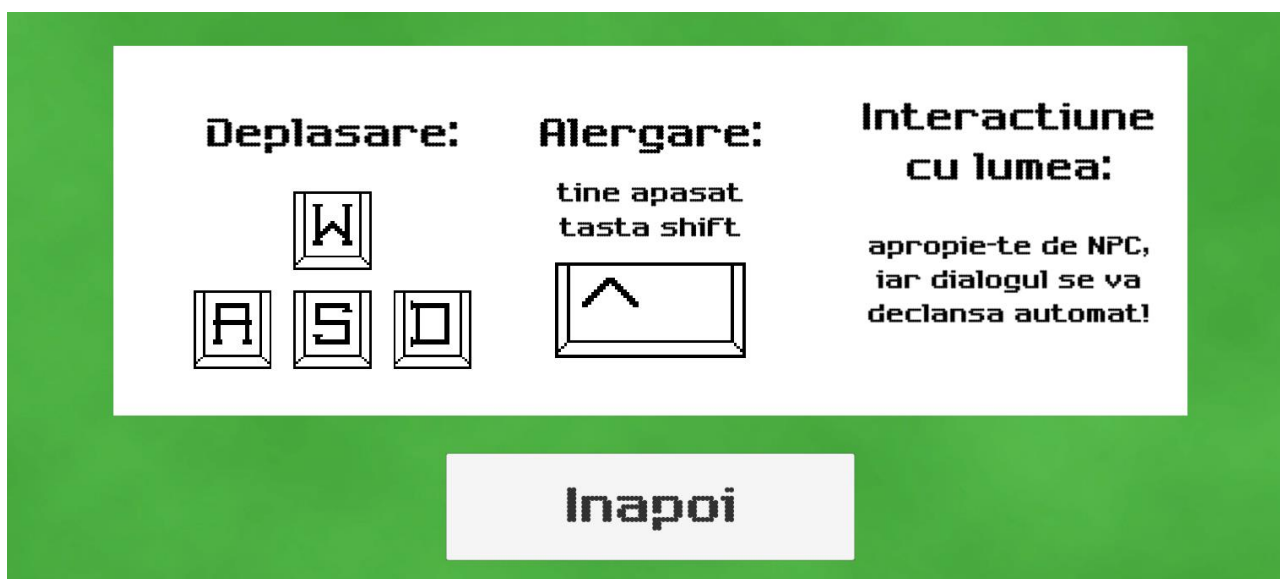 Deplasare:
W
A S D
Alergare:
tine apasat
tasta shift
Interactiune
cu lumea:
apropie-te de NPC,
iar dialogul se va
declansa automat!
Inapoi